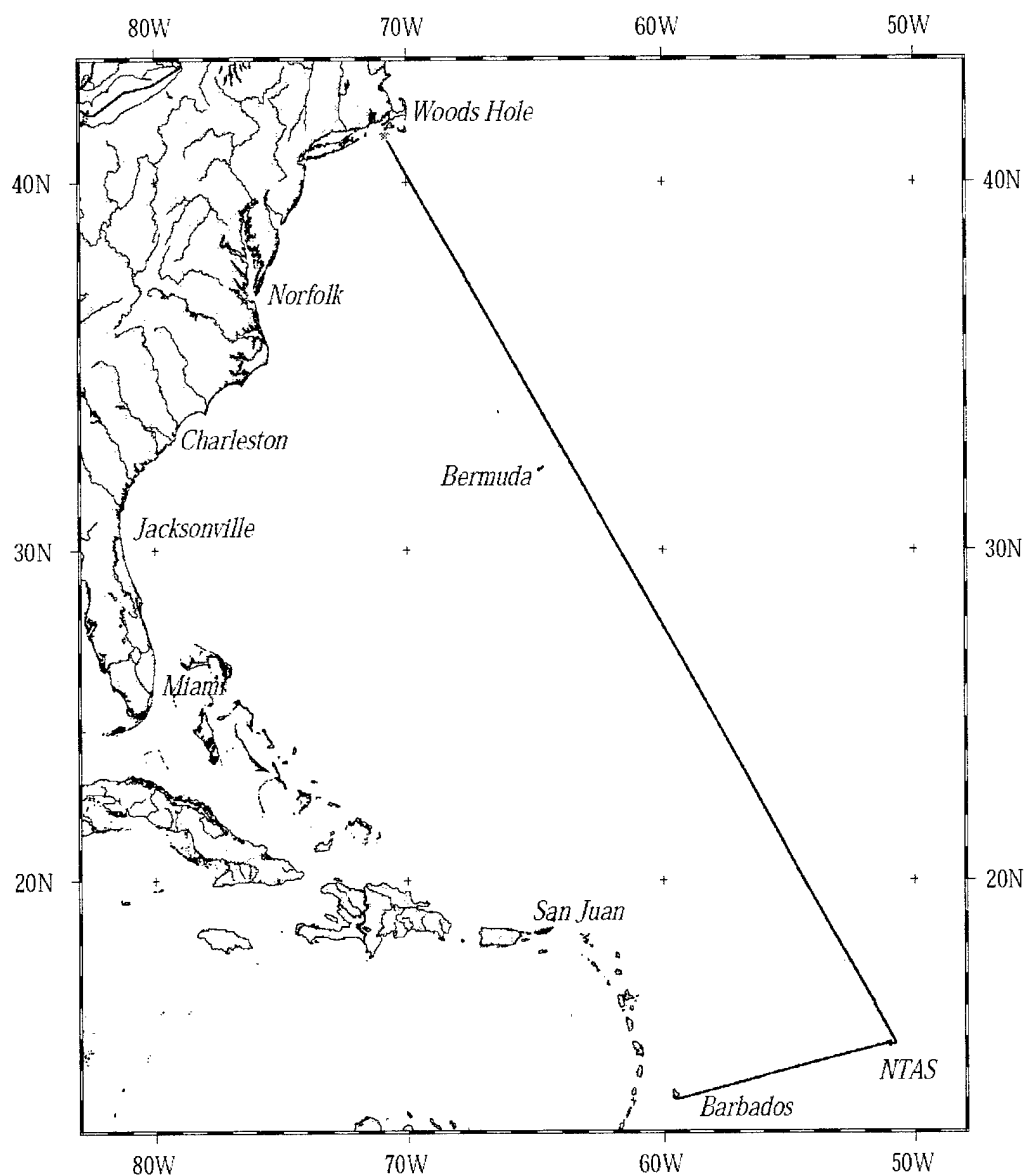 80W 70W 60W 50W
Woods Hole
40N 40N
Norfolk
Charleston
Bermuda
Jacksonville
30N 30N
Miami
20N 20N
San Juan
NTAS
Barbados
80W 70W 60W 50W